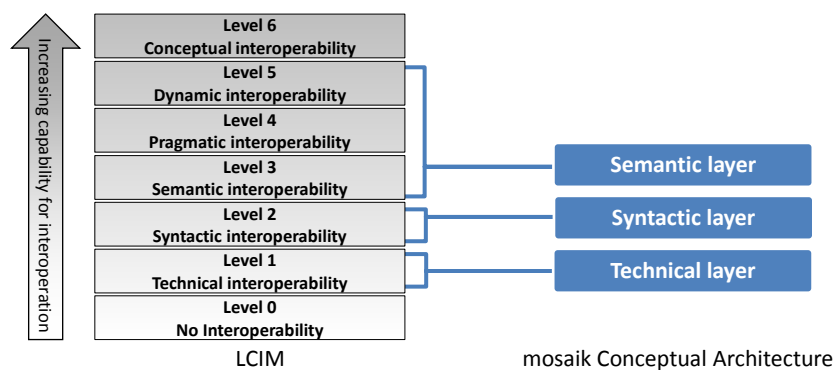 Increasing capability for interoperation
Level 6
Conceptual interoperability
Level 5
Dynamic interoperability
Level 4
Pragmatic interoperability
Level 3
Semantic interoperability
Level 2
Syntactic interoperability
Level 1
Technical interoperability
Level 0
No Interoperability
LCIM
Semantic layer
Syntactic layer
Technical layer
mosaik Conceptual Architecture